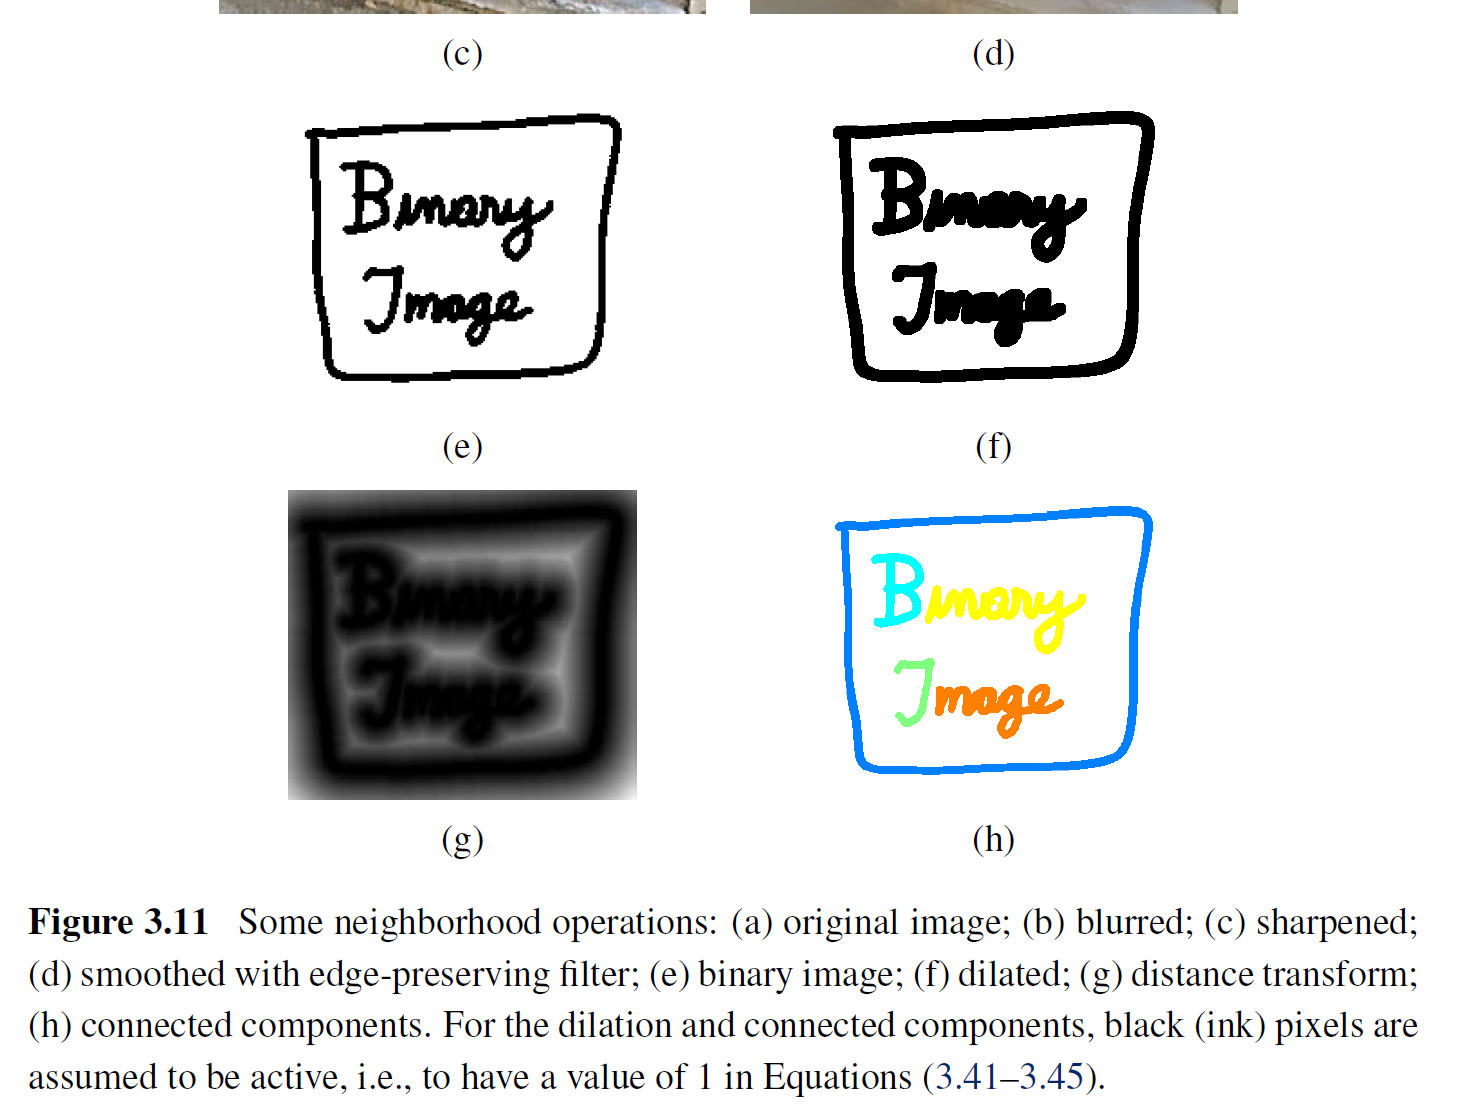 (c) (d)
Binary Binary
Image Image
(e) (f)
Binary Binary
Image Image
(g) (h)
Figure 3.11 Some neighborhood operations: (a) original image; (b) blurred; (c) sharpened;
(d) smoothed with edge-preserving filter; (e) binary image; (f) dilated; (g) distance transform;
(h) connected components. For the dilation and connected components, black (ink) pixels are
assumed to be active, i.e., to have a value of 1 in Equations (3.41–3.45).